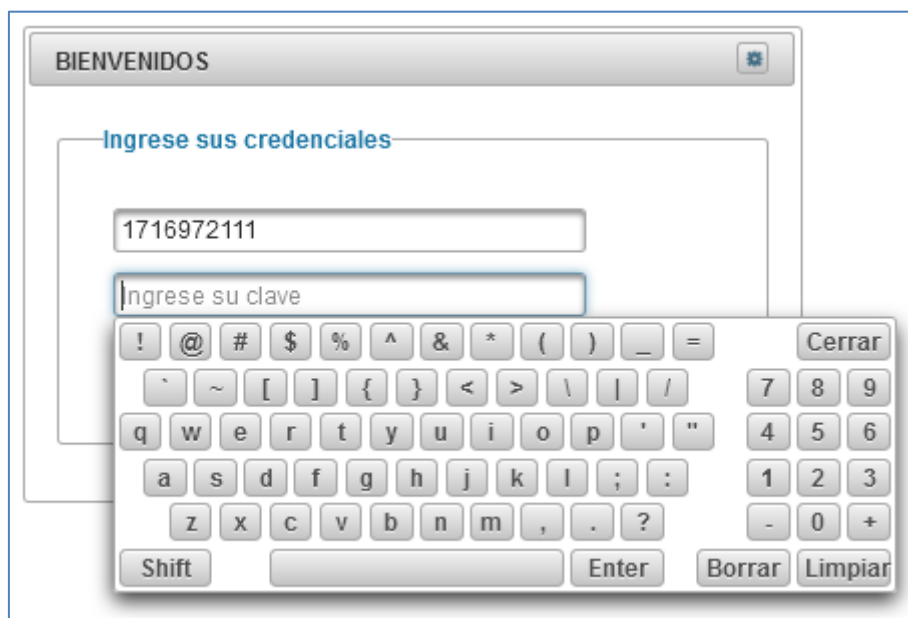 BIENVENIDOS
Ingrese sus credenciales
1716972111
Ingrese su clave
! @ # $ % ^ & * ( ) _ = Cerrar
` ~ [ ] { } < > \ | / 7 8 9
q w e r t y u i o p ' " 4 5 6
a s d f g h j k l ; : 1 2 3
z x c v b n m , . ? - 0 +
Shift Enter Borrar Limpiar